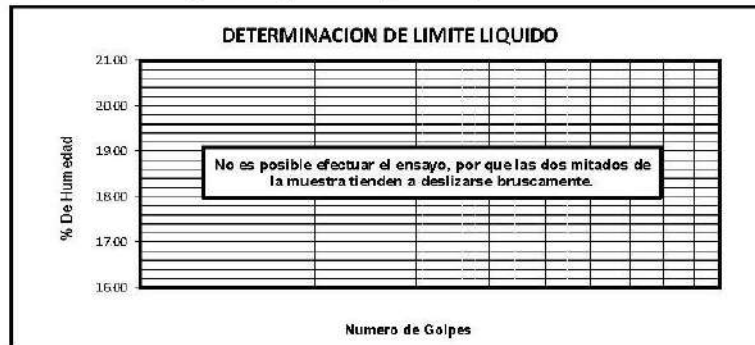 DETERMINACION DE LIMITE LIQUIDO
21.00
20.00
19.00
18.00
17.00
16.00
% De Humedad
No es posible efectuar el ensayo, por que las dos mitados de
la muestra tienden a deslizarse bruscamente.
Numero de Golpes